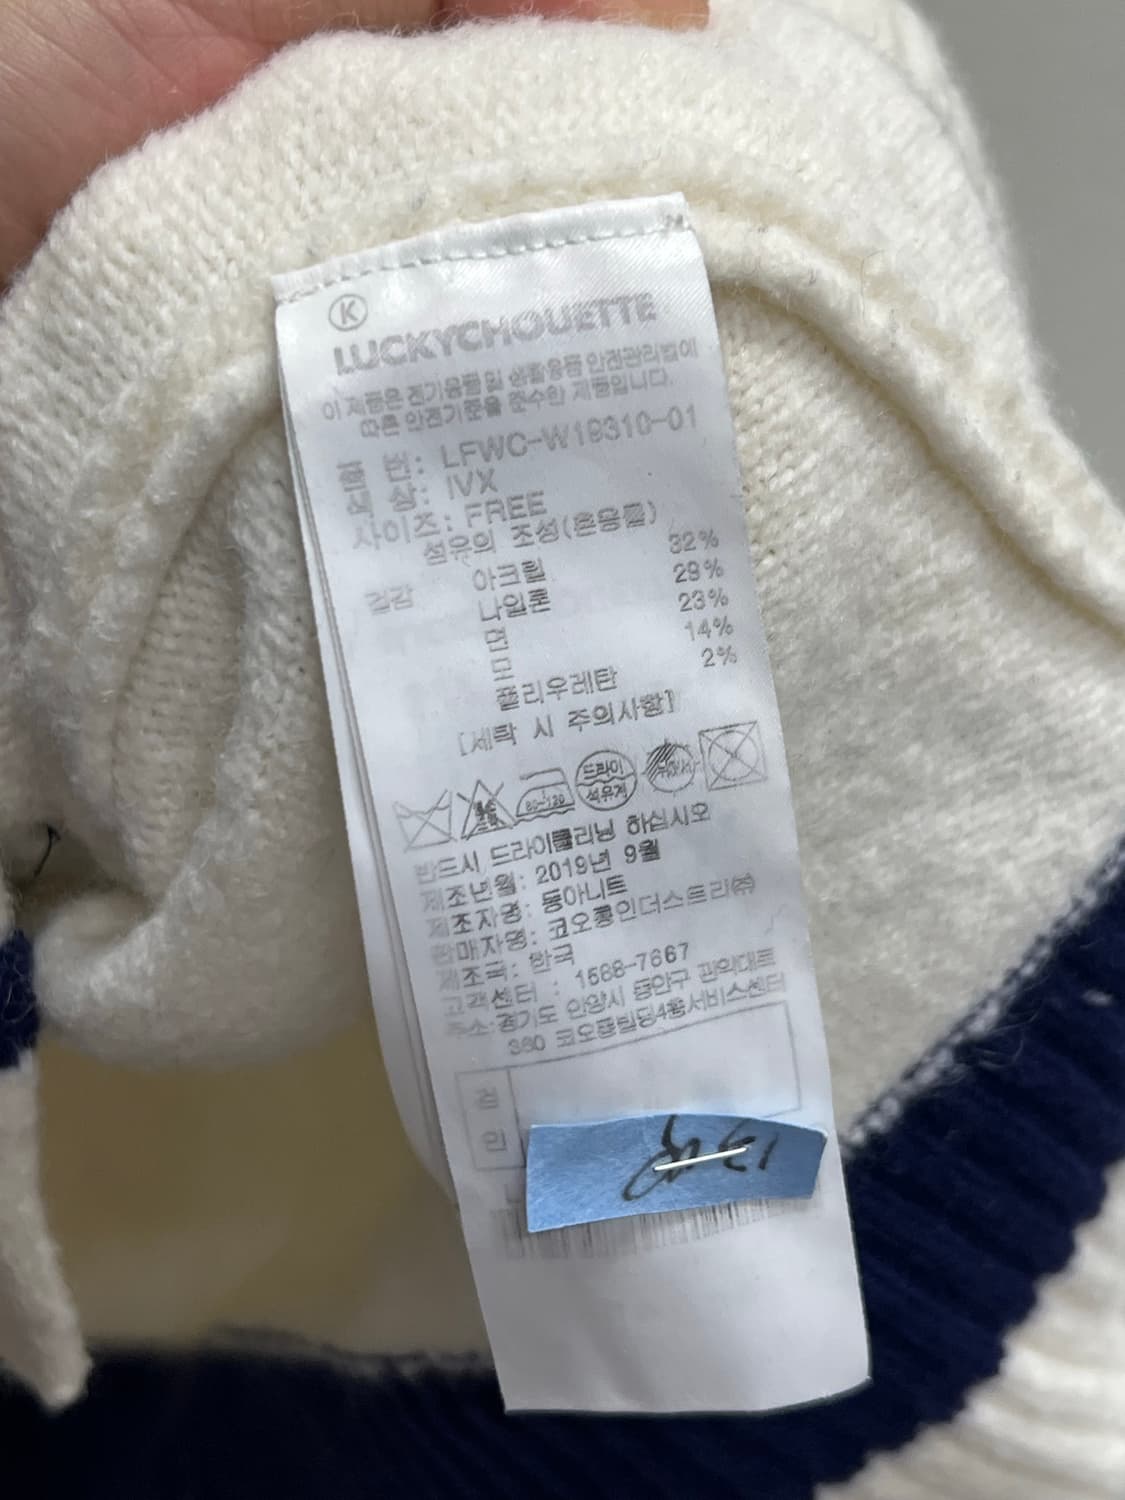 K
LUCKYCHOUETTE
이 제품은 전기용품 및 생활용품 안전관리법에
따른 안전기준을 준수한 제품입니다.
품 번: LFWC-W19310-01
색 상: IVX
사이즈: FREE
섬유의 조성(혼용률)
겉감 아크릴 32%
나일론 29%
면 23%
모 14%
폴리우레탄 2%
[세탁 시 주의사항]
80~120 드라이 석유계
반드시 드라이클리닝 하십시오
제조년월: 2019년 9월
제조자명: 동아니트
판매자명: 코오롱인더스트리㈜
제조국: 한국
고객센터 : 1588-7667
주소:경기도 안양시 동안구 관악대로
360 코오롱빌딩4층서비스센터
검
인